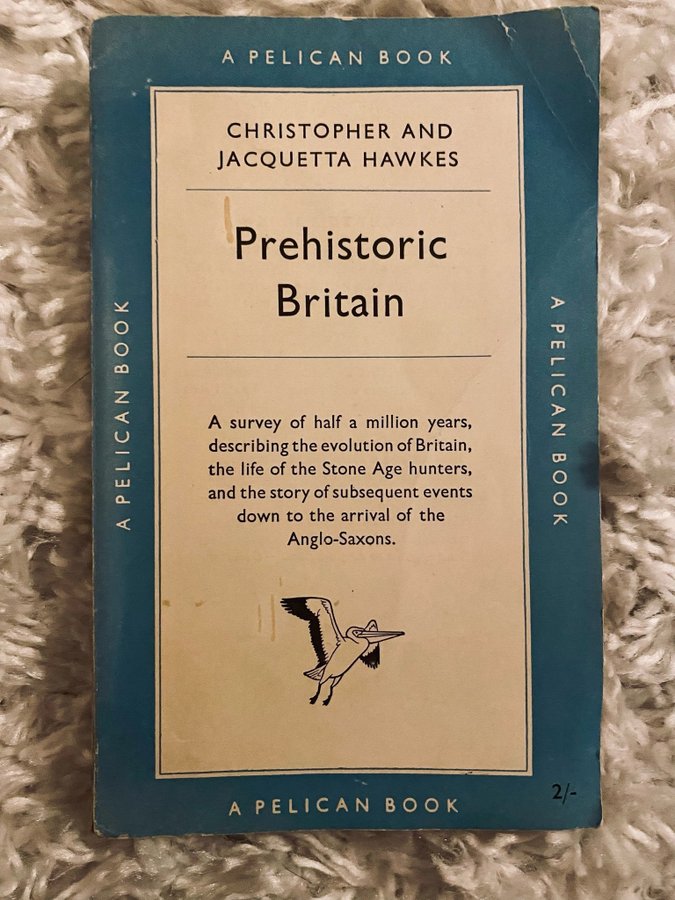 A PELICAN BOOK
CHRISTOPHER AND
JACQUETTA HAWKES
Prehistoric
Britain
A survey of half a million years,
describing the evolution of Britain,
the life of the Stone Age hunters,
and the story of subsequent events
down to the arrival of the
Anglo-Saxons.
A PELICAN BOOK
A PELICAN BOOK
2/-
A PELICAN BOOK